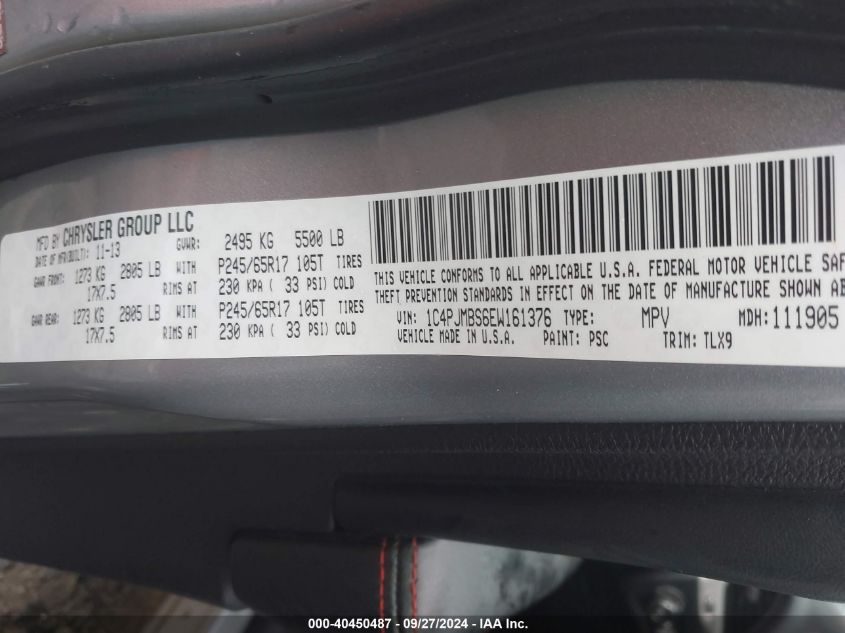 MFD BY CHRYSLER GROUP LLC
DATE OF MFR(BUILT): 11-13 GVWR: 2495 KG 5500 LB
GAWR FRONT: 1273 KG 2805 LB WITH P245/65R17 105T TIRES
17X7.5 RIMS AT 230 KPA ( 33 PSI) COLD
GAWR REAR: 1273 KG 2805 LB WITH P245/65R17 105T TIRES
17X7.5 RIMS AT 230 KPA ( 33 PSI) COLD
THIS VEHICLE CONFORMS TO ALL APPLICABLE U.S.A. FEDERAL MOTOR VEHICLE SAF
THEFT PREVENTION STANDARDS IN EFFECT ON THE DATE OF MANUFACTURE SHOWN AB
VIN: 1C4PJMBS6EW161376 TYPE: MPV MDH:111905
VEHICLE MADE IN U.S.A. PAINT: PSC TRIM: TLX9
000-40450487 - 09/27/2024 - IAA Inc.